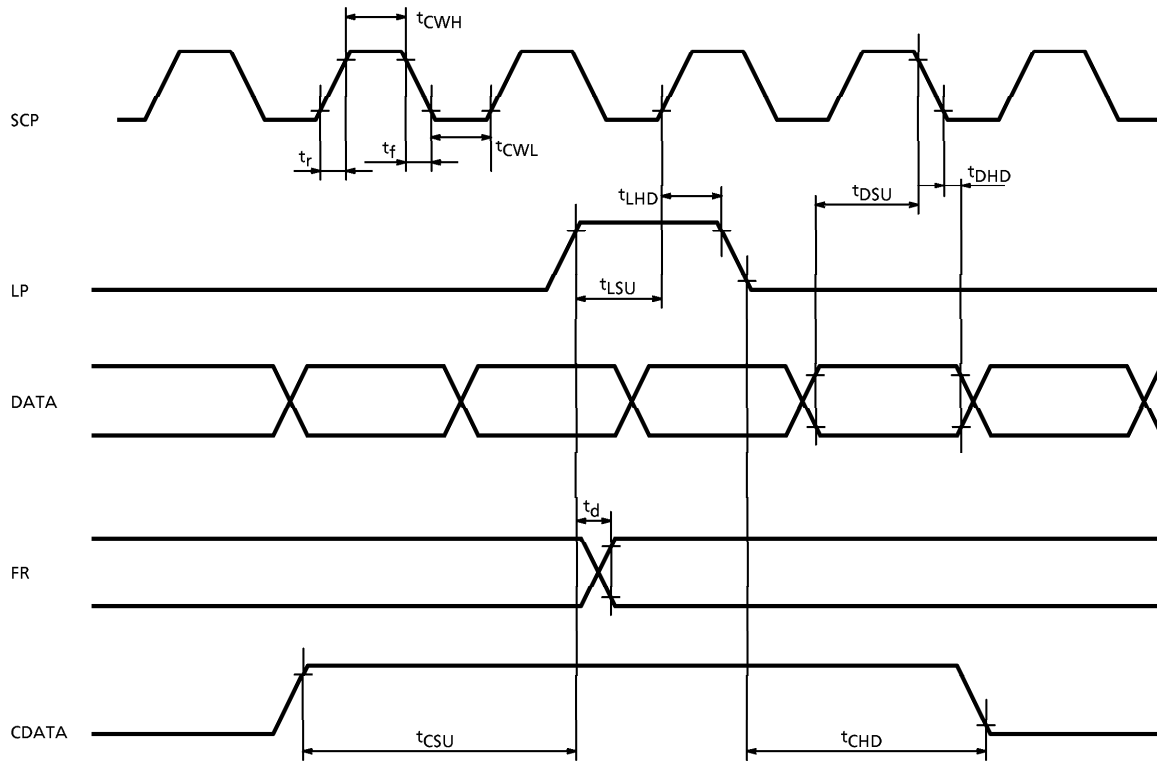 tCWH
SCP
tr
tf
tCWL
tLHD
tDSU
tDHD
LP
tLSU
DATA
td
FR
CDATA
tCSU
tCHD